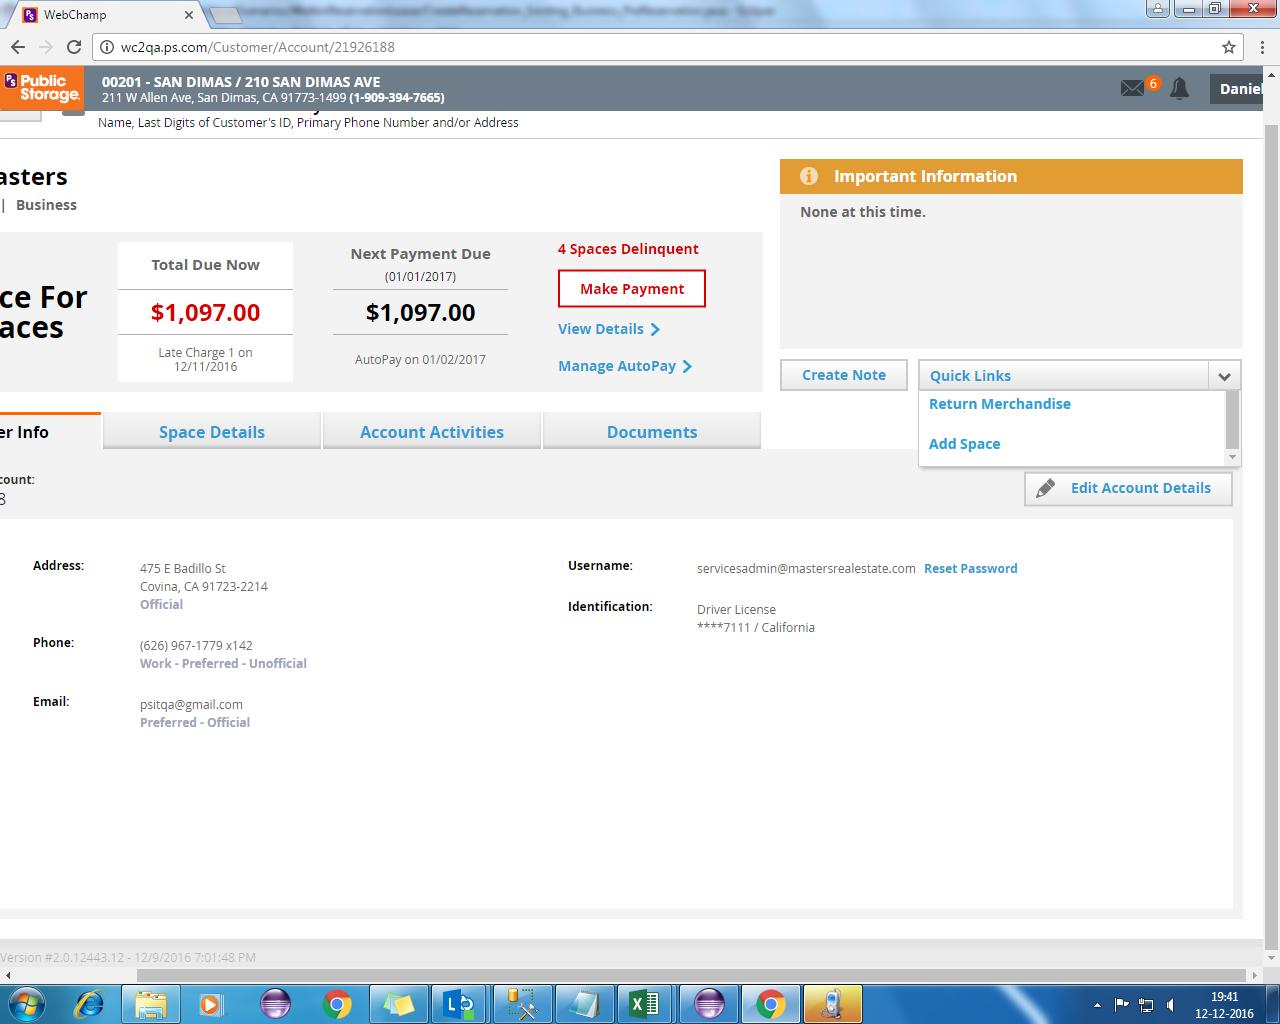 WebChamp
wc2qa.ps.com/Customer/Account/21926188
PS Public Storage.
00201 - SAN DIMAS / 210 SAN DIMAS AVE
211 W Allen Ave, San Dimas, CA 91773-1499 (1-909-394-7665)
6
Daniel
Name, Last Digits of Customer's ID, Primary Phone Number and/or Address
asters
| Business
ce For
aces
Total Due Now
$1,097.00
Late Charge 1 on
12/11/2016
Next Payment Due
(01/01/2017)
$1,097.00
AutoPay on 01/02/2017
4 Spaces Delinquent
Make Payment
View Details
Manage AutoPay
Important Information
None at this time.
Create Note
Quick Links
Return Merchandise
Add Space
er Info
Space Details
Account Activities
Documents
count:
8
Edit Account Details
Address:
475 E Badillo St
Covina, CA 91723-2214
Official
Phone:
(626) 967-1779 x142
Work - Preferred - Unofficial
Email:
psitqa@gmail.com
Preferred - Official
Username:
servicesadmin@mastersrealestate.com Reset Password
Identification:
Driver License
****7111 / California
Version #2.0.12443.12 - 12/9/2016 7:01:48 PM
19:41
12-12-2016